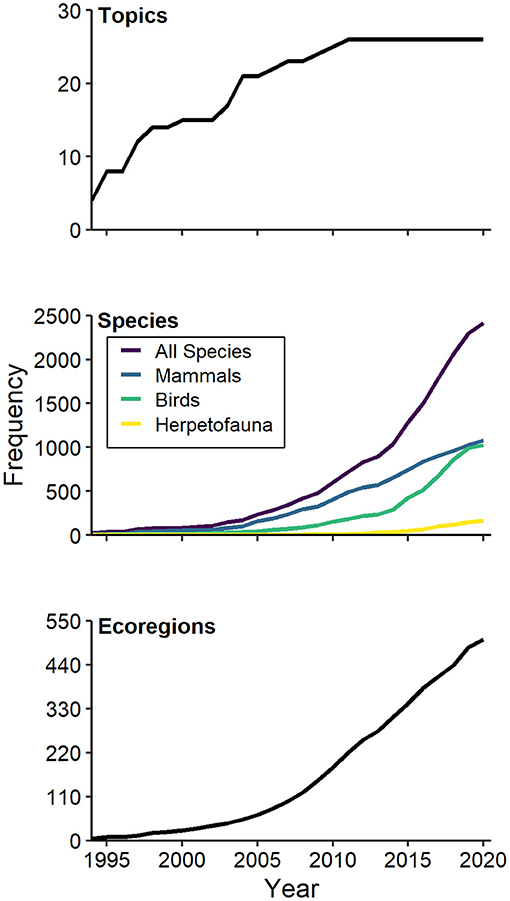 Topics
30
20
10
0
Species
2500
2000
1500
1000
500
0
All Species
Mammals
Birds
Herpetofauna
Frequency
Ecoregions
550
440
330
220
110
0
1995 2000 2005 2010 2015 2020
Year